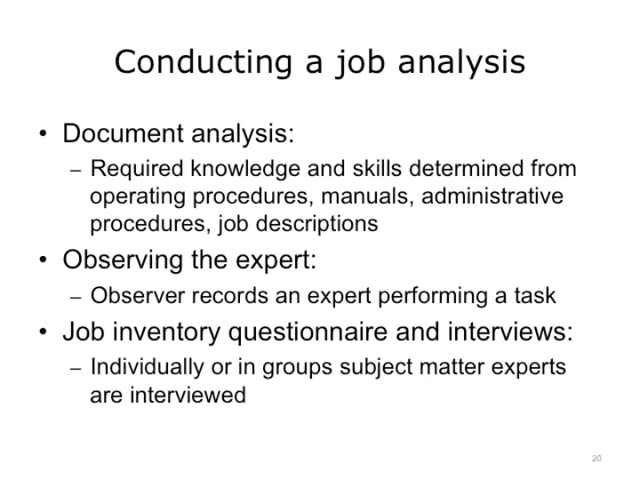 Conducting a job analysis
• Document analysis:
– Required knowledge and skills determined from
operating procedures, manuals, administrative
procedures, job descriptions
• Observing the expert:
– Observer records an expert performing a task
• Job inventory questionnaire and interviews:
– Individually or in groups subject matter experts
are interviewed
20